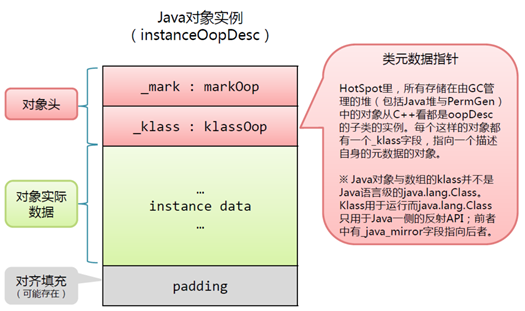 Java对象实例
（instanceOopDesc）
对象头
_mark : markOop
_klass : klassOop
对象实际
数据
…
instance data
…
对齐填充
（可能存在）
padding
类元数据指针
HotSpot里，所有存储在由GC管
理的堆（包括Java堆与PermGen）
中的对象从C++看都是oopDesc
的子类的实例。每个这样的对象都
有一个_klass字段，指向一个描述
自身的元数据的对象。
※ Java对象与数组的klass并不是
Java语言级的java.lang.Class。
Klass用于运行而java.lang.Class
只用于Java一侧的反射API；前者
中有_java_mirror字段指向后者。